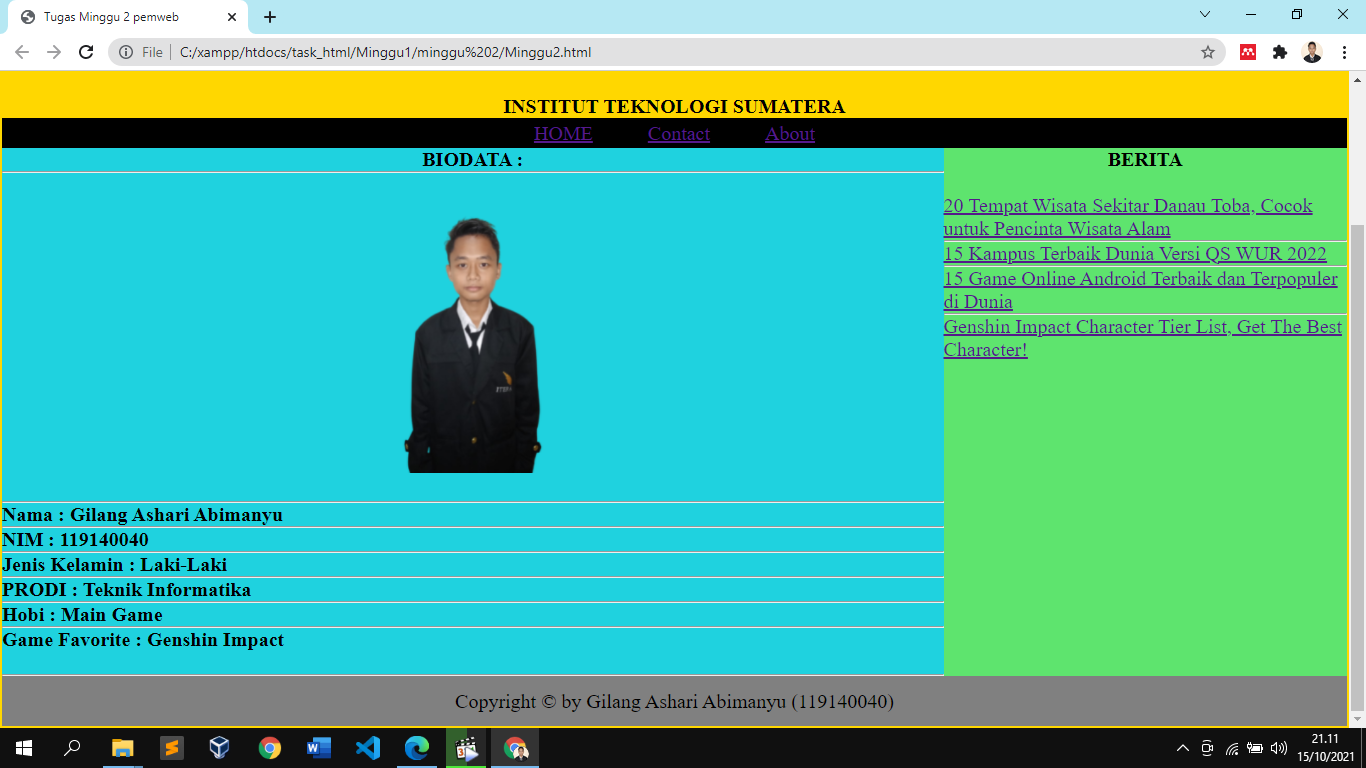 Tugas Minggu 2 pemweb
File
C:/xampp/htdocs/task_html/Minggu1/minggu%202/Minggu2.html
INSTITUT TEKNOLOGI SUMATERA
HOME Contact About
BIODATA :
Nama : Gilang Ashari Abimanyu
NIM : 119140040
Jenis Kelamin : Laki-Laki
PRODI : Teknik Informatika
Hobi : Main Game
Game Favorite : Genshin Impact
BERITA
20 Tempat Wisata Sekitar Danau Toba, Cocok
untuk Pencinta Wisata Alam
15 Kampus Terbaik Dunia Versi QS WUR 2022
15 Game Online Android Terbaik dan Terpopuler
di Dunia
Genshin Impact Character Tier List, Get The Best
Character!
Copyright © by Gilang Ashari Abimanyu (119140040)
21.11
15/10/2021